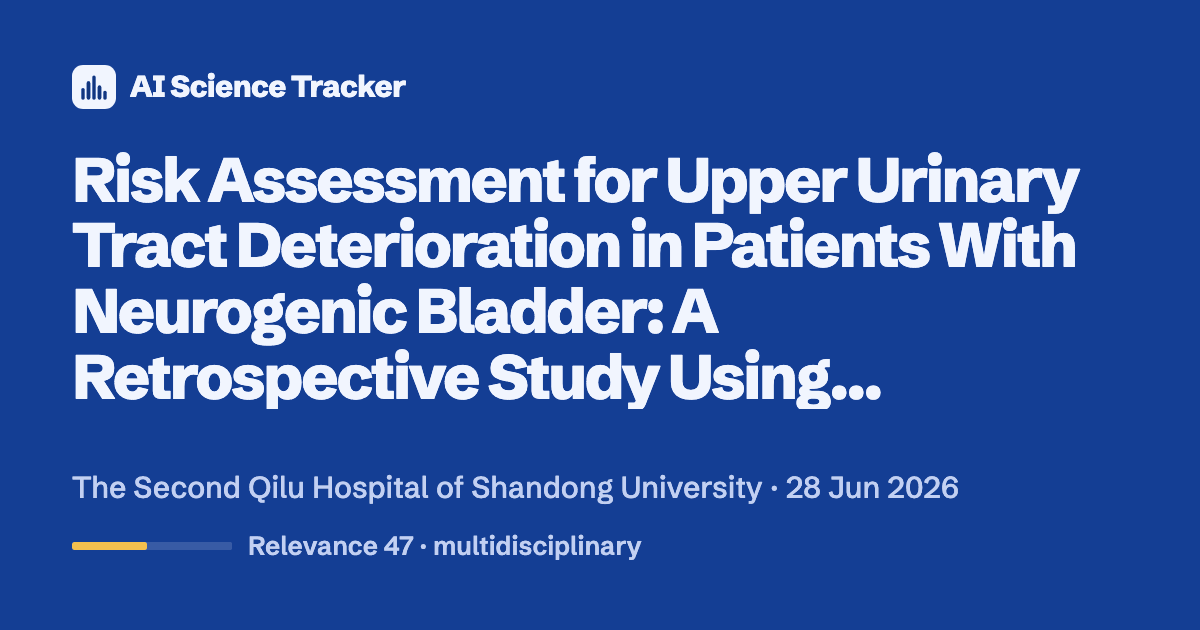 AI Science Tracker
Risk Assessment for Upper Urinary
Tract Deterioration in Patients With
Neurogenic Bladder: A
Retrospective Study Using...
The Second Qilu Hospital of Shandong University · 28 Jun 2026
Relevance 47 · multidisciplinary